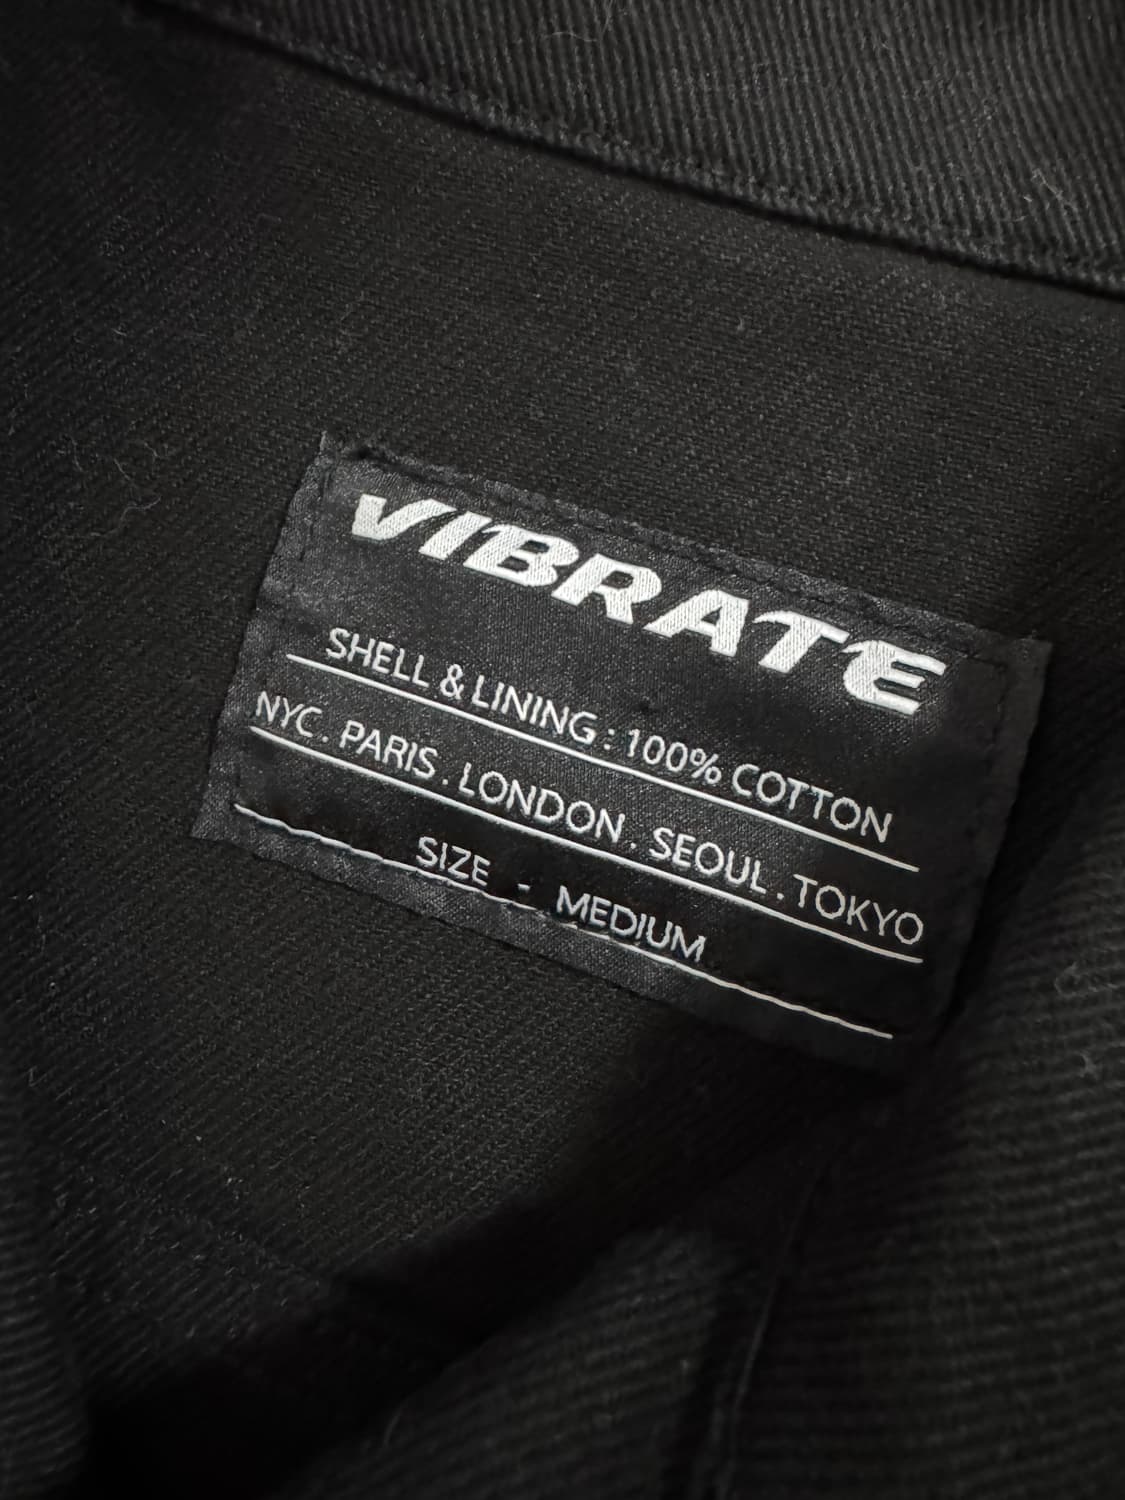 VIBRATE
SHELL & LINING : 100% COTTON
NYC . PARIS . LONDON . SEOUL . TOKYO
SIZE - MEDIUM